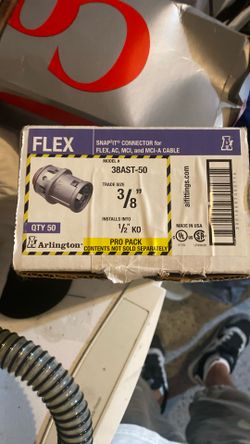 S
FLEX
SNAP²IT® CONNECTOR for
FLEX, AC, MCI, and MCI-A CABLE
MODEL #
38AST-50
TRADE SIZE
3/8"
INSTALLS INTO
1/2" KO
QTY 50
Arlington
PRO PACK
CONTENTS NOT SOLD SEPARATELY
aifittings.com
MADE IN USA